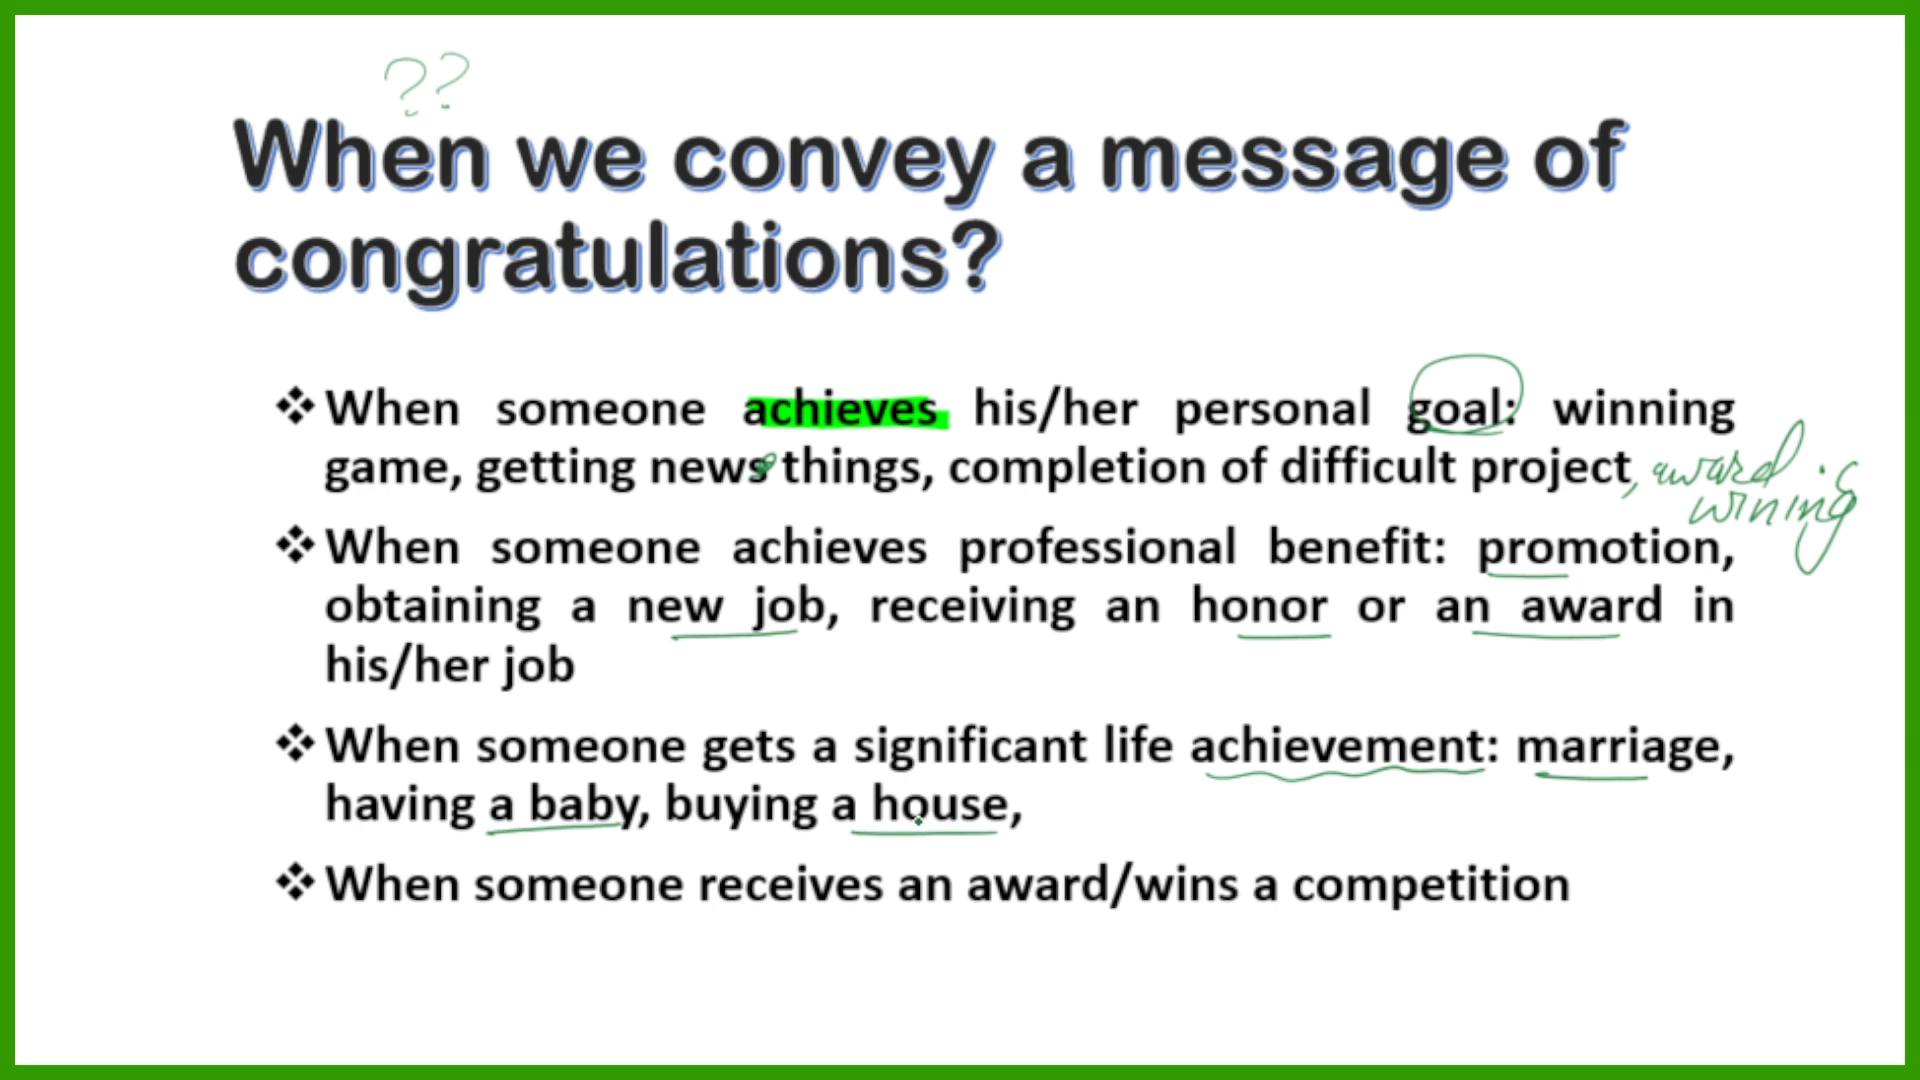 ??
When we convey a message of
congratulations?
❖ When someone achieves his/her personal goal: winning
game, getting news things, completion of difficult project, award
wining
❖ When someone achieves professional benefit: promotion,
obtaining a new job, receiving an honor or an award in
his/her job
❖ When someone gets a significant life achievement: marriage,
having a baby, buying a house,
❖ When someone receives an award/wins a competition